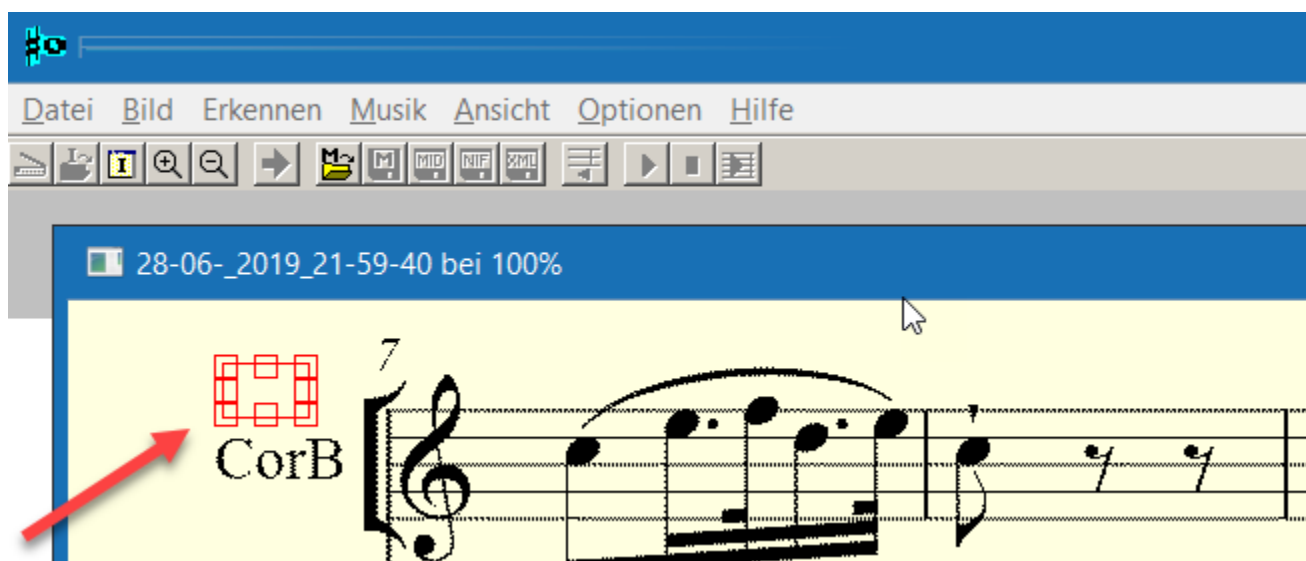 Datei Bild Erkennen Musik Ansicht Optionen Hilfe
I M M MID NIF XML
28-06-_2019_21-59-40 bei 100%
7
CorB